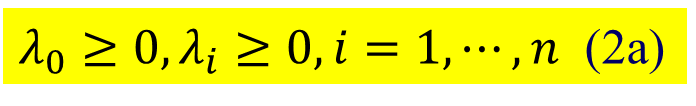 λ₀ ≥ 0, λᵢ ≥ 0, i = 1, ⋯ , n (2a)